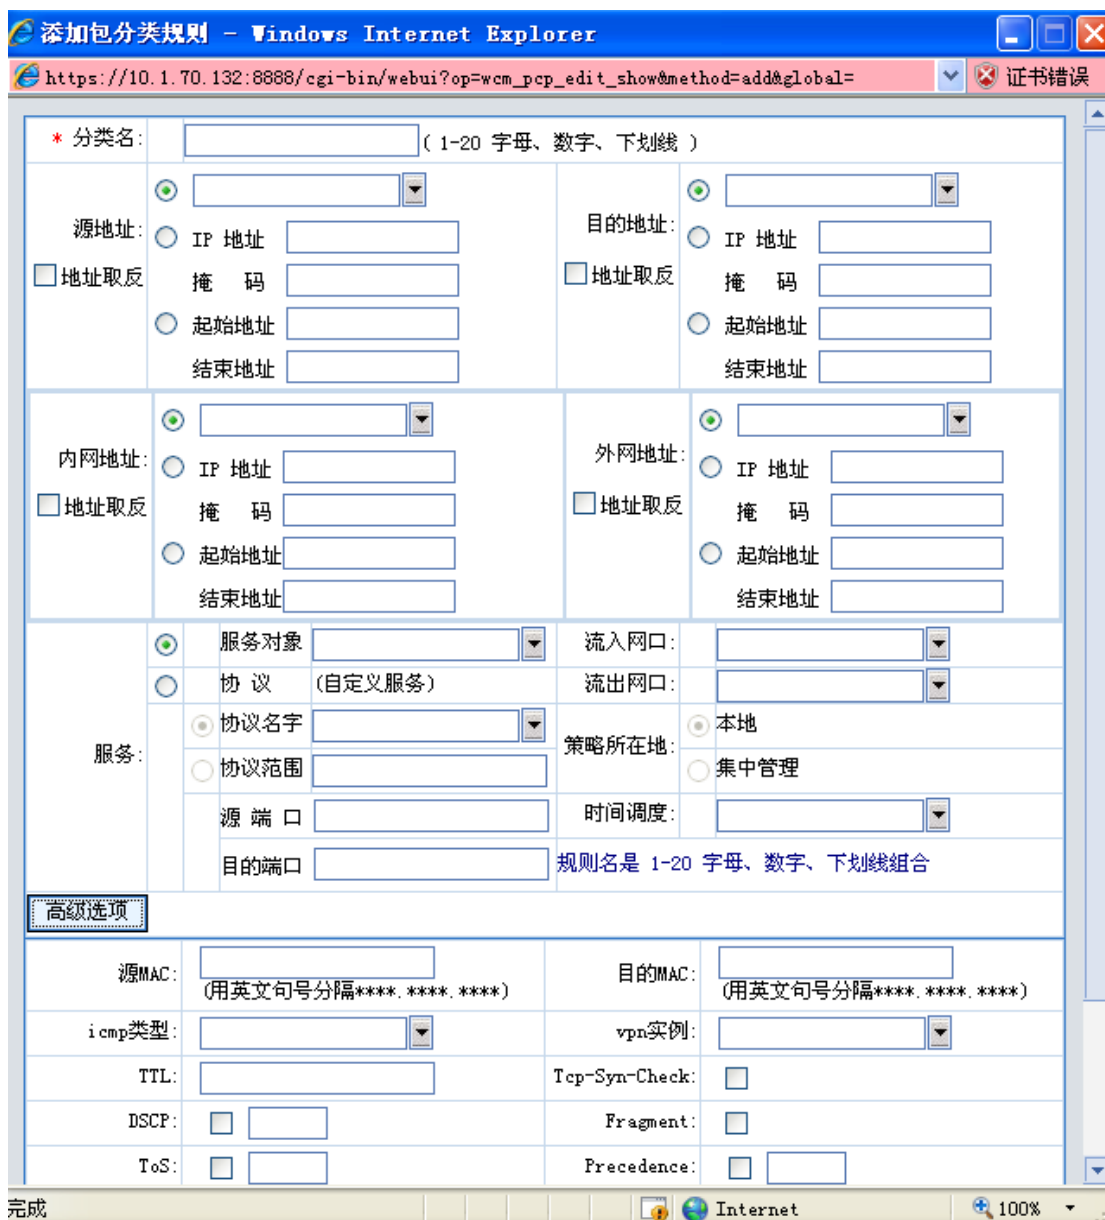 添加包分类规则 - Windows Internet Explorer
https://10.1.70.132:8888/cgi-bin/webui?op=wcm_pcp_edit_show&method=add&global=
证书错误
* 分类名: ( 1-20 字母、数字、下划线 )
源地址:
地址取反
IP 地址
掩 码
起始地址
结束地址
目的地址:
地址取反
IP 地址
掩 码
起始地址
结束地址
内网地址:
地址取反
IP 地址
掩 码
起始地址
结束地址
外网地址:
地址取反
IP 地址
掩 码
起始地址
结束地址
服务:
服务对象
协 议 (自定义服务)
协议名字
协议范围
源 端 口
目的端口
流入网口:
流出网口:
策略所在地:
本地
集中管理
时间调度:
规则名是 1-20 字母、数字、下划线组合
高级选项
源MAC:
(用英文句号分隔****.****.****)
目的MAC:
(用英文句号分隔****.****.****)
icmp类型:
vpn实例:
TTL:
Tcp-Syn-Check:
DSCP:
Fragment:
ToS:
Precedence:
完成
Internet
100%